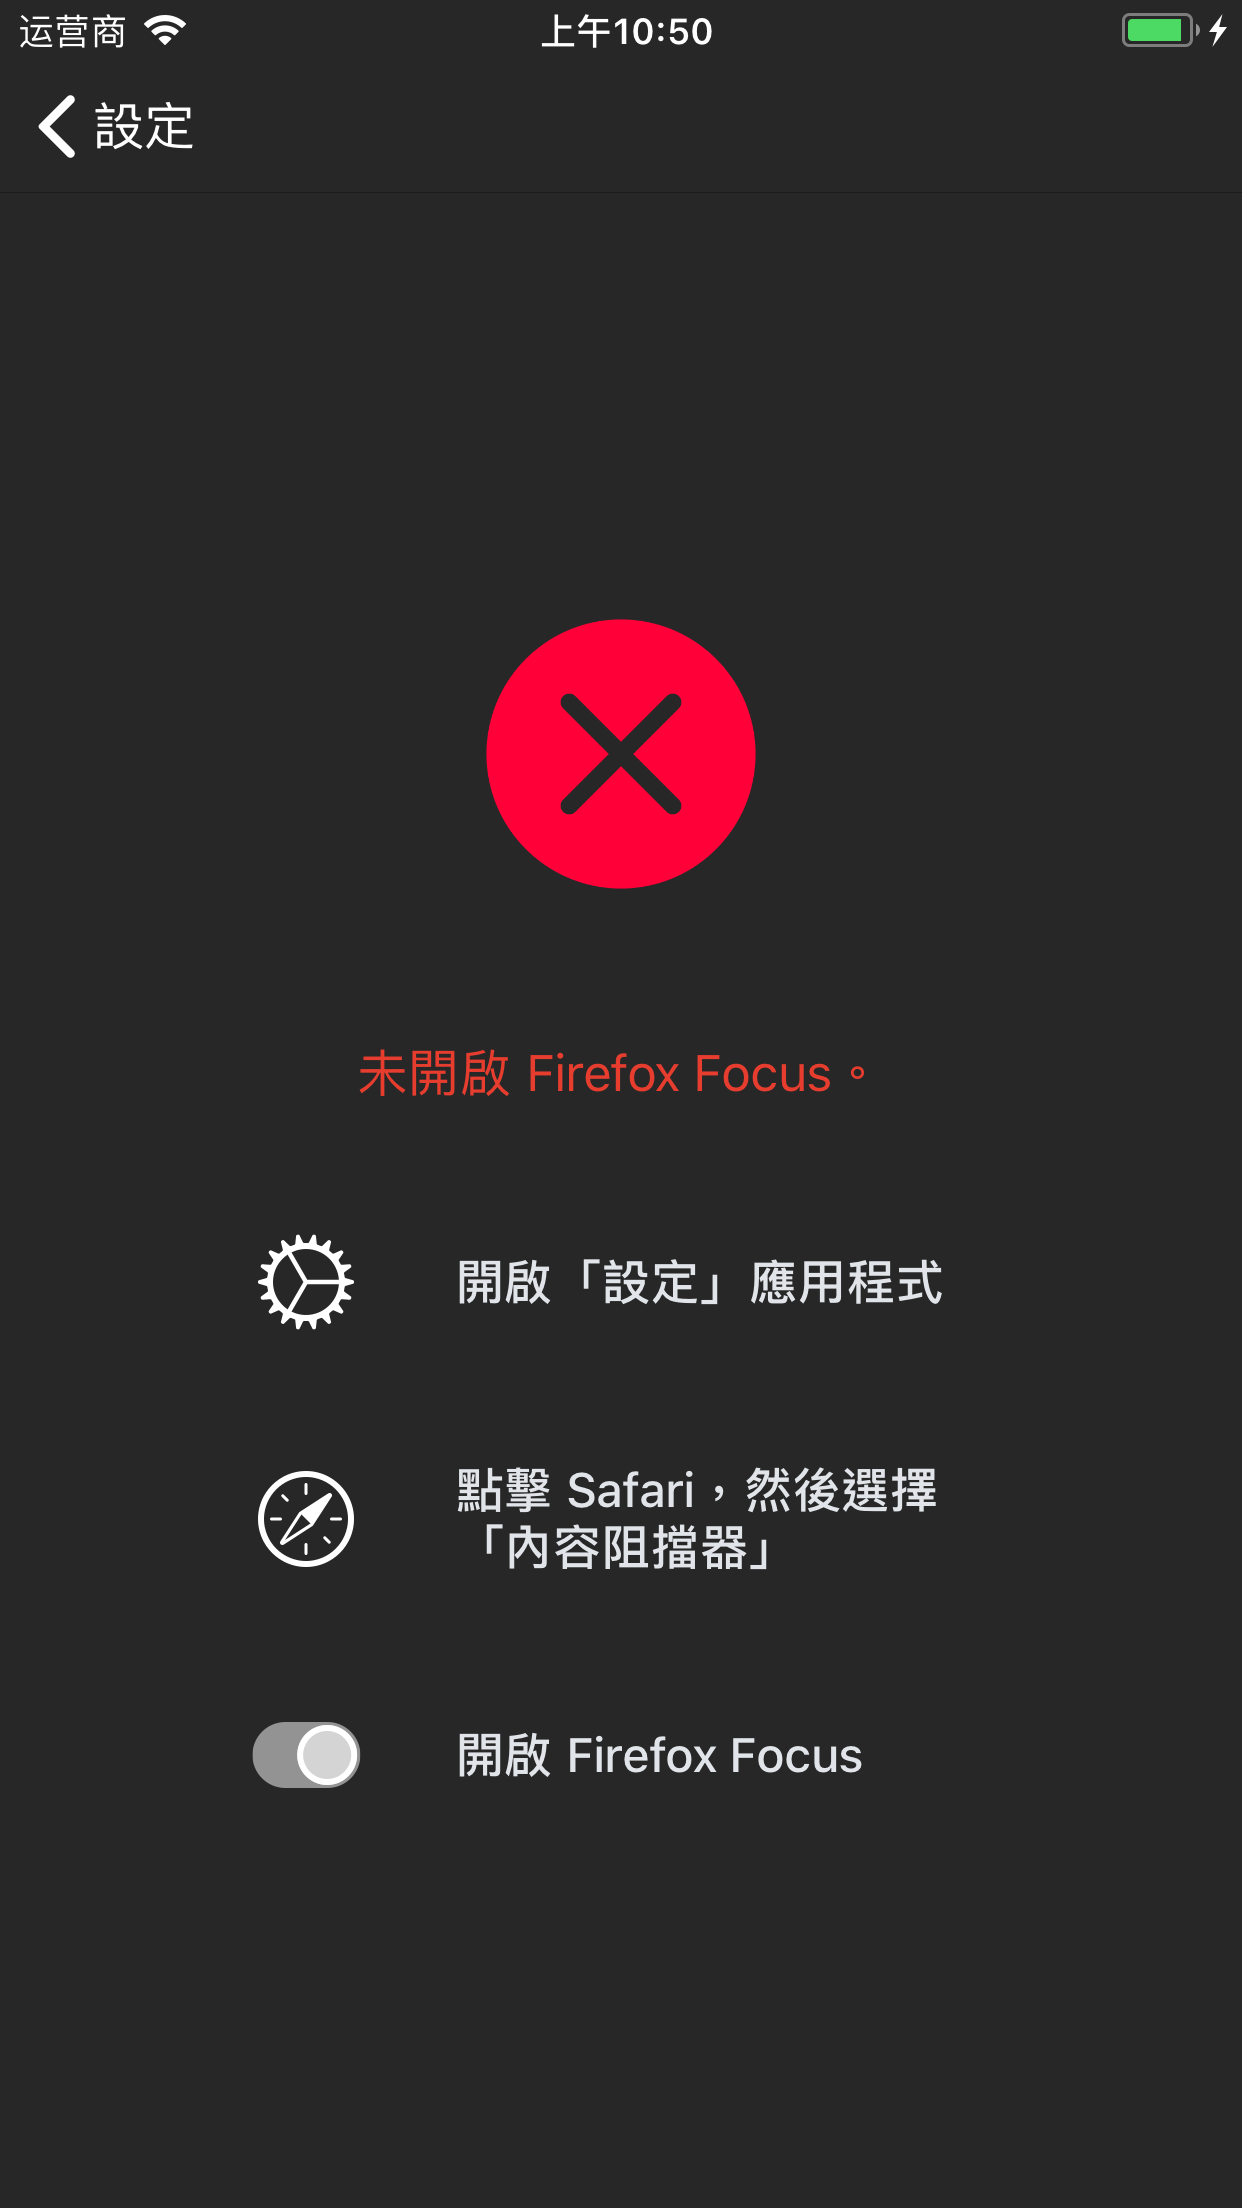 运营商
上午10:50
設定
未開啟 Firefox Focus。
開啟「設定」應用程式
點擊 Safari，然後選擇
「內容阻擋器」
開啟 Firefox Focus